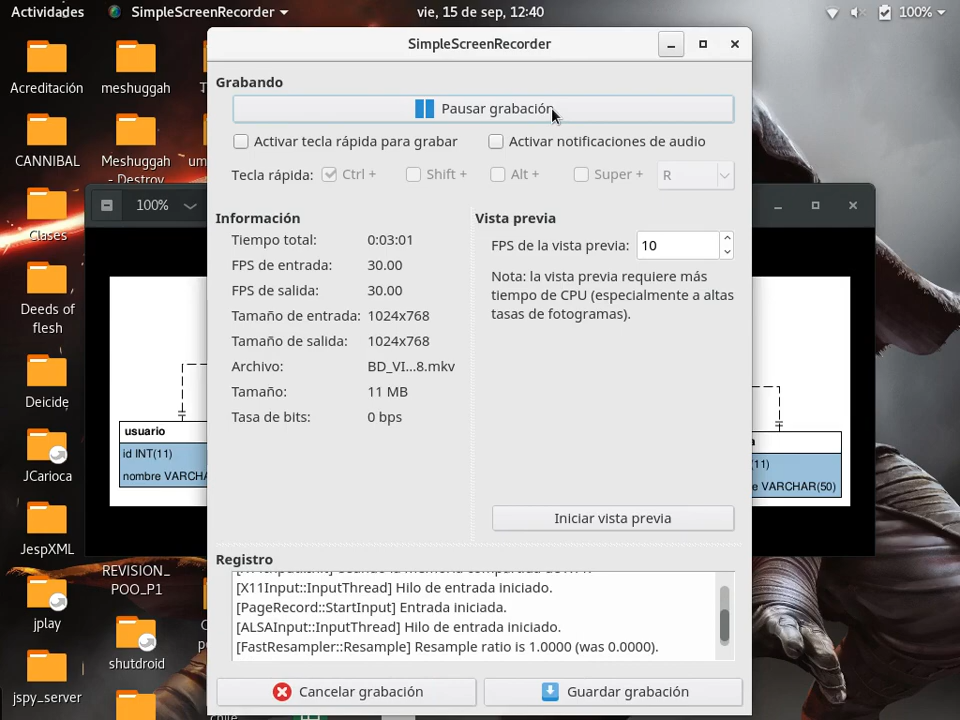 Actividades
SimpleScreenRecorder
vie, 15 de sep, 12:40
100%
Acreditación
meshuggah
CANNIBAL
Meshuggah
- Destroy
um
Clases
Deeds of
flesh
Deicide
JCarioca
JespXML
REVISION_
POO_P1
jplay
shutdroid
jspy_server
100%
usuario
id INT(11)
nombre VARCHA
a
(11)
e VARCHAR(50)
SimpleScreenRecorder
Grabando
Pausar grabación
Activar tecla rápida para grabar
Activar notificaciones de audio
Tecla rápida:
Ctrl +
Shift +
Alt +
Super +
R
Información
Tiempo total: 0:03:01
FPS de entrada: 30.00
FPS de salida: 30.00
Tamaño de entrada: 1024x768
Tamaño de salida: 1024x768
Archivo: BD_VI...8.mkv
Tamaño: 11 MB
Tasa de bits: 0 bps
Vista previa
FPS de la vista previa: 10
Nota: la vista previa requiere más
tiempo de CPU (especialmente a altas
tasas de fotogramas).
Iniciar vista previa
Registro
[X11Input::InputThread] Hilo de entrada iniciado.
[PageRecord::StartInput] Entrada iniciada.
[ALSAInput::InputThread] Hilo de entrada iniciado.
[FastResampler::Resample] Resample ratio is 1.0000 (was 0.0000).
Cancelar grabación
Guardar grabación